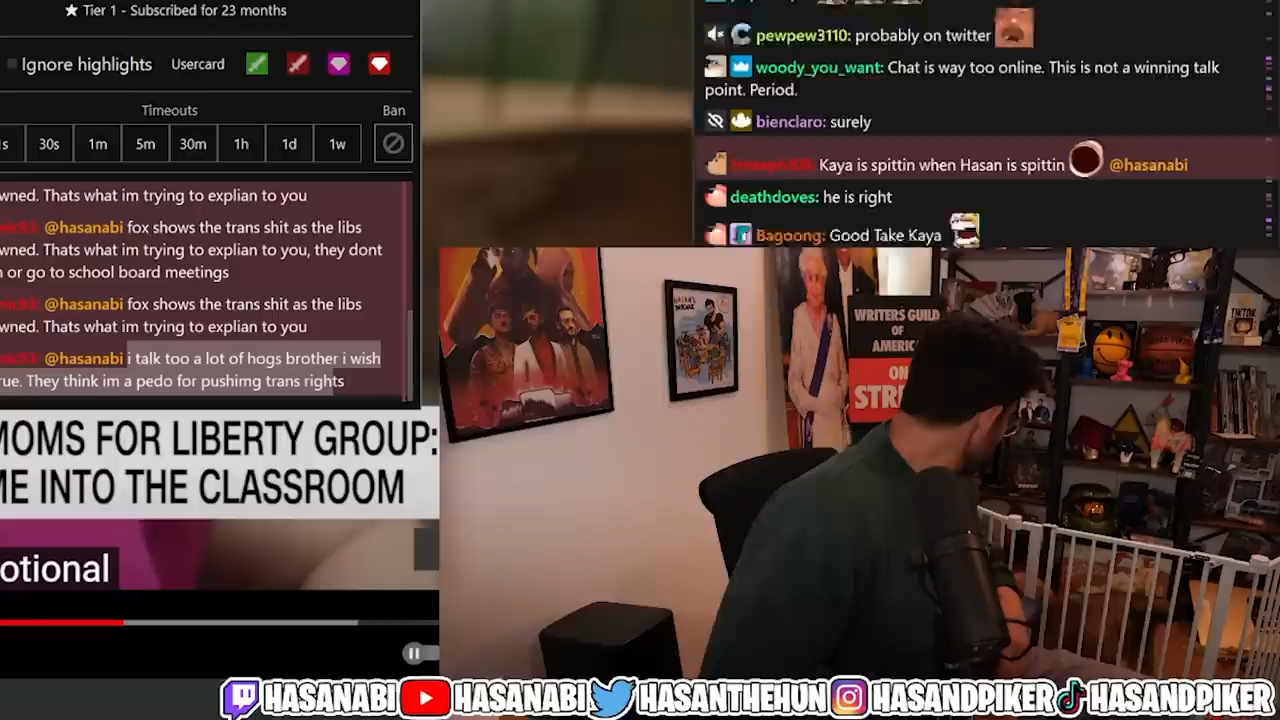 ★ Tier 1 - Subscribed for 23 months
Ignore highlights Usercard
Timeouts Ban
30s 1m 5m 30m 1h 1d 1w
wned. Thats what im trying to explian to you
@hasanabi fox shows the trans shit as the libs
wned. Thats what im trying to explian to you, they dont
or go to school board meetings
@hasanabi fox shows the trans shit as the libs
wned. Thats what im trying to explian to you
@hasanabi i talk too a lot of hogs brother i wish
rue. They think im a pedo for pushimg trans rights
MOMS FOR LIBERTY GROUP:
ME INTO THE CLASSROOM
otional
pewpew3110: probably on twitter
woody_you_want: Chat is way too online. This is not a winning talk
point. Period.
bienclaro: surely
Kaya is spittin when Hasan is spittin @hasanabi
deathdoves: he is right
Bagoong: Good Take Kaya
WRITERS GUILD
OF
AMERIC
ON
STR
HASANABI HASANABI HASANTHEHUN HASANDPIKER HASANDPIKER